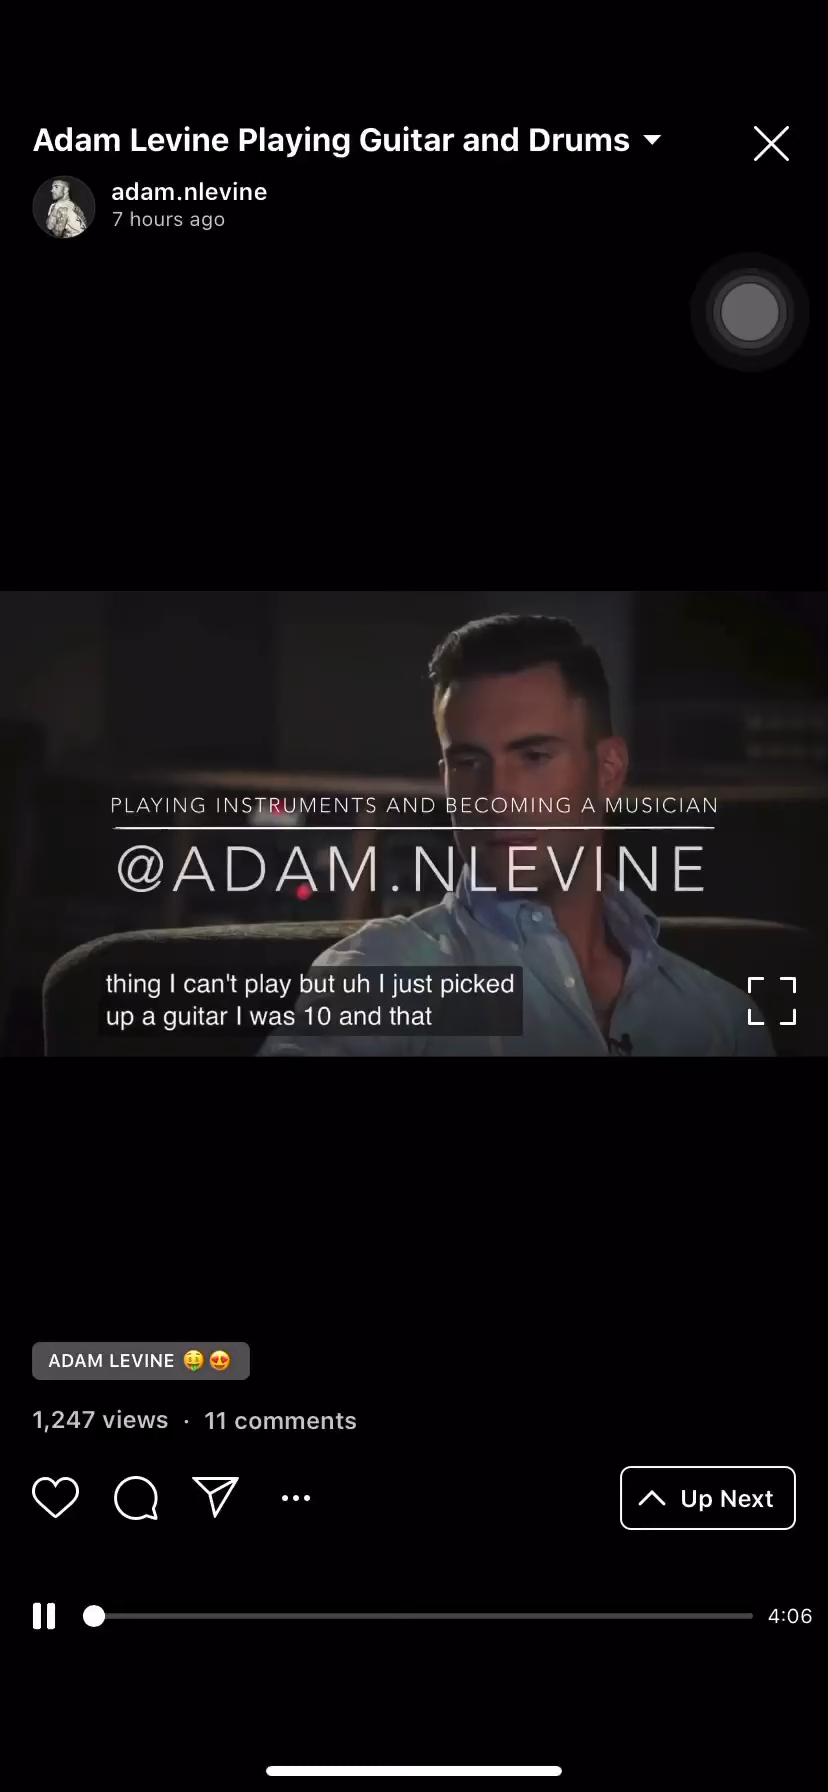 Adam Levine Playing Guitar and Drums
adam.nlevine
7 hours ago
PLAYING INSTRUMENTS AND BECOMING A MUSICIAN
@ADAM.NLEVINE
thing I can't play but uh I just picked
up a guitar I was 10 and that
ADAM LEVINE 🤑😍
1,247 views · 11 comments
Up Next
4:06